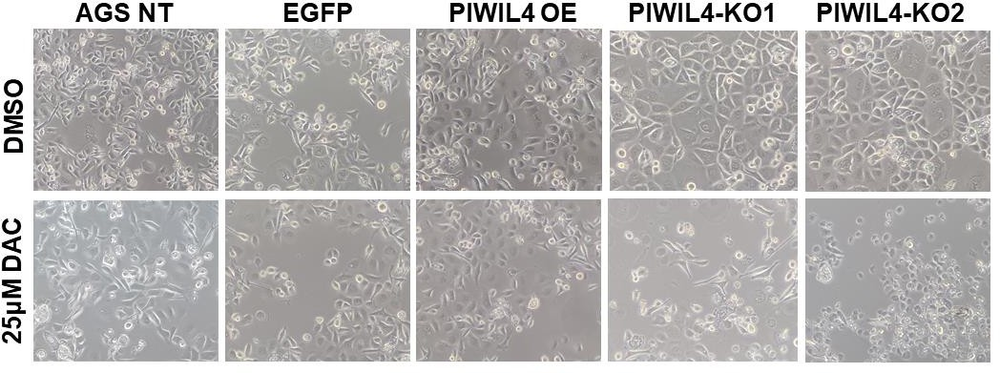 AGS NT EGFP PIWIL4 OE PIWIL4-KO1 PIWIL4-KO2
DMSO
25μM DAC